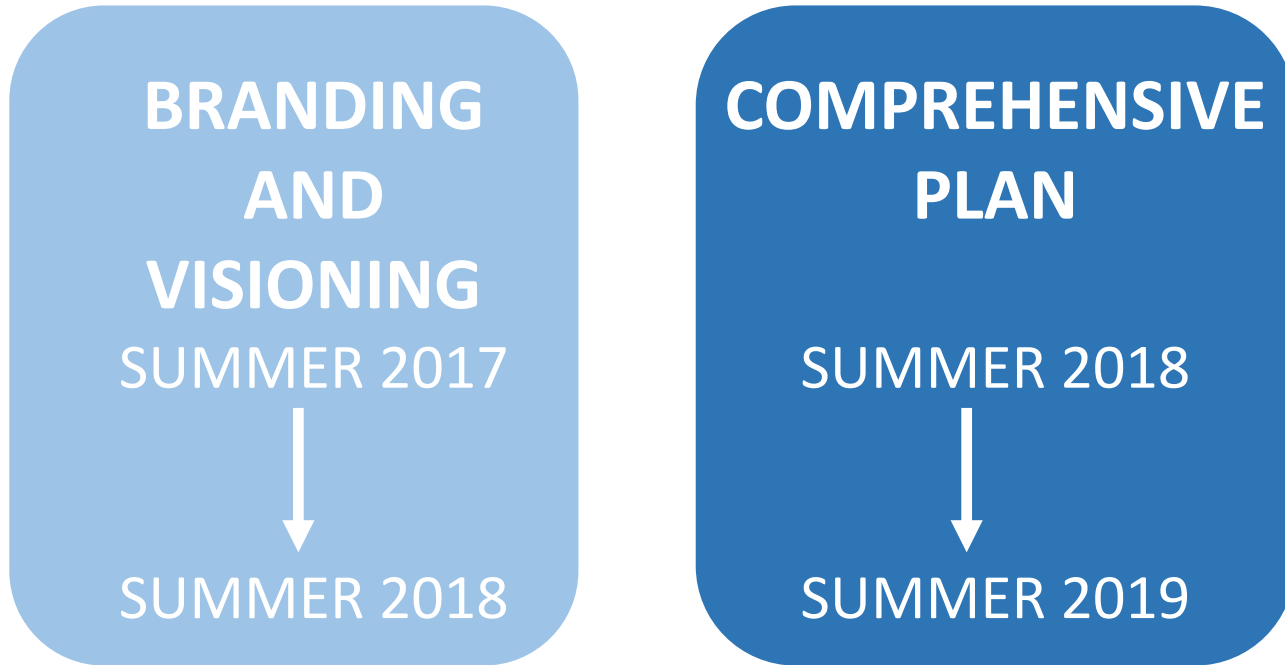 BRANDING
AND
VISIONING
SUMMER 2017
SUMMER 2018
COMPREHENSIVE
PLAN
SUMMER 2018
SUMMER 2019